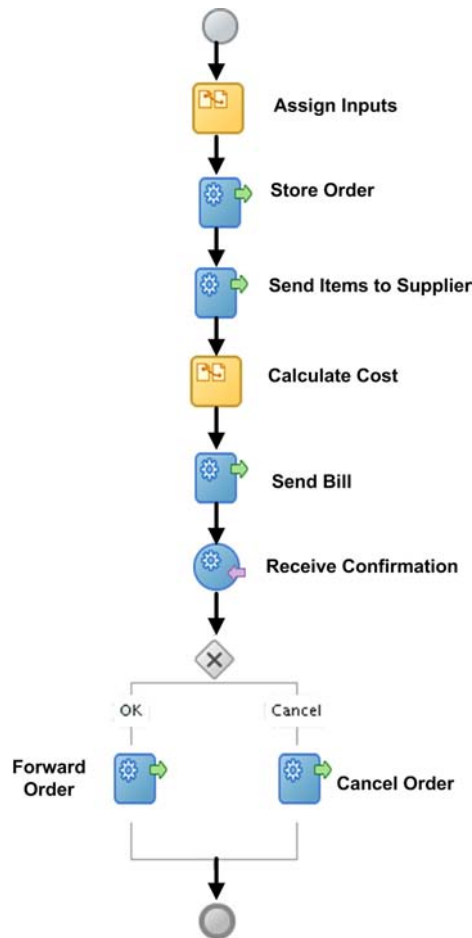 Assign Inputs
Store Order
Send Items to Supplier
Calculate Cost
Send Bill
Receive Confirmation
OK
Cancel
Forward
Order
Cancel Order